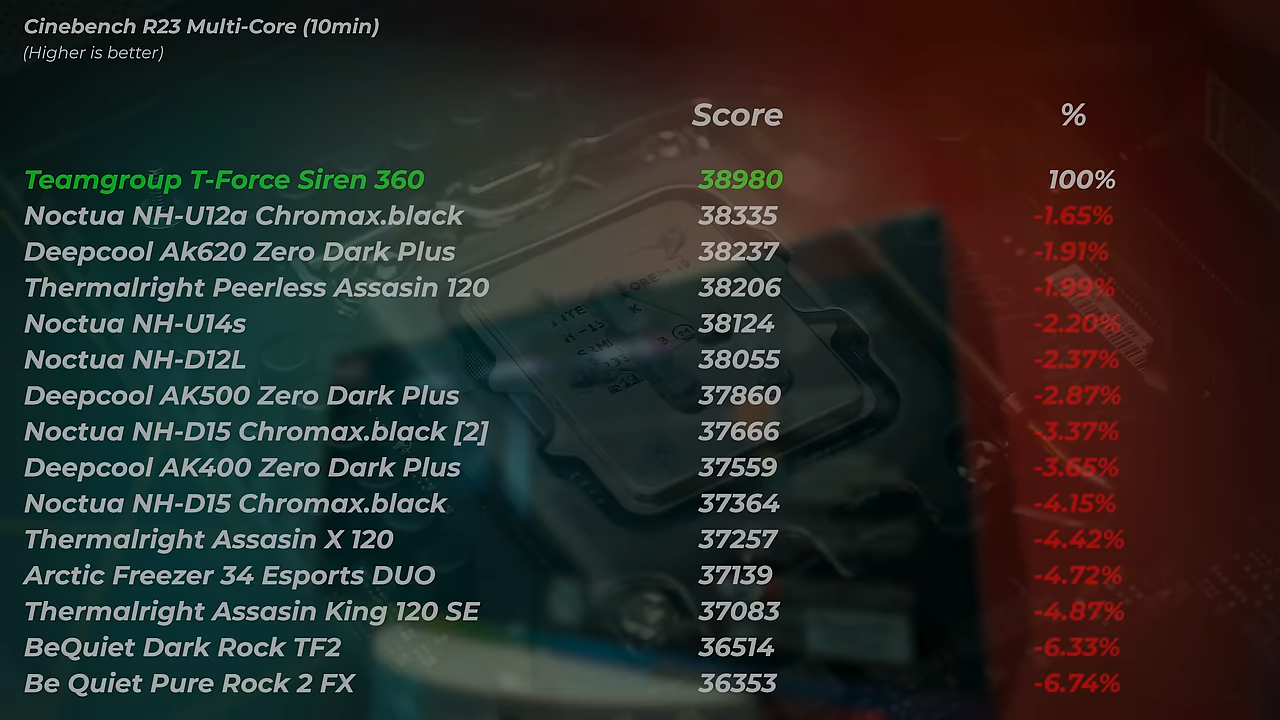 Cinebench R23 Multi-Core (10min)
(Higher is better)
Score %
Teamgroup T-Force Siren 360 38980 100%
Noctua NH-U12a Chromax.black 38335 -1.65%
Deepcool Ak620 Zero Dark Plus 38237 -1.91%
Thermalright Peerless Assasin 120 38206 -1.99%
Noctua NH-U14s 38124 -2.20%
Noctua NH-D12L 38055 -2.37%
Deepcool AK500 Zero Dark Plus 37860 -2.87%
Noctua NH-D15 Chromax.black [2] 37666 -3.37%
Deepcool AK400 Zero Dark Plus 37559 -3.65%
Noctua NH-D15 Chromax.black 37364 -4.15%
Thermalright Assasin X 120 37257 -4.42%
Arctic Freezer 34 Esports DUO 37139 -4.72%
Thermalright Assasin King 120 SE 37083 -4.87%
BeQuiet Dark Rock TF2 36514 -6.33%
Be Quiet Pure Rock 2 FX 36353 -6.74%